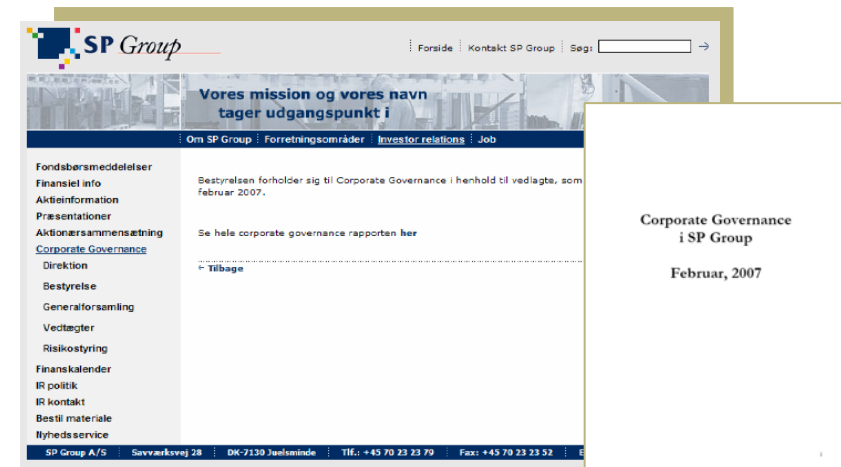 SP Group
Forside Kontakt SP Group Søg:
Vores mission og vores navn
tager udgangspunkt i
Om SP Group Forretningsområder Investor relations Job
Fondsbørsmeddelelser
Finansiel info
Aktieinformation
Præsentationer
Aktionærsammensætning
Corporate Governance
Direktion
Bestyrelse
Generalforsamling
Vedtægter
Risikostyring
Finanskalender
IR politik
IR kontakt
Bestil materiale
Nyhedsservice
Bestyrelsen forholder sig til Corporate Governance i henhold til vedlagte, som
februar 2007.
Se hele corporate governance rapporten her
Tilbage
SP Group A/S Savværksvej 28 DK-7130 Juelsminde Tlf.: +45 70 23 23 79 Fax: +45 70 23 23 52
Corporate Governance
i SP Group
Februar, 2007